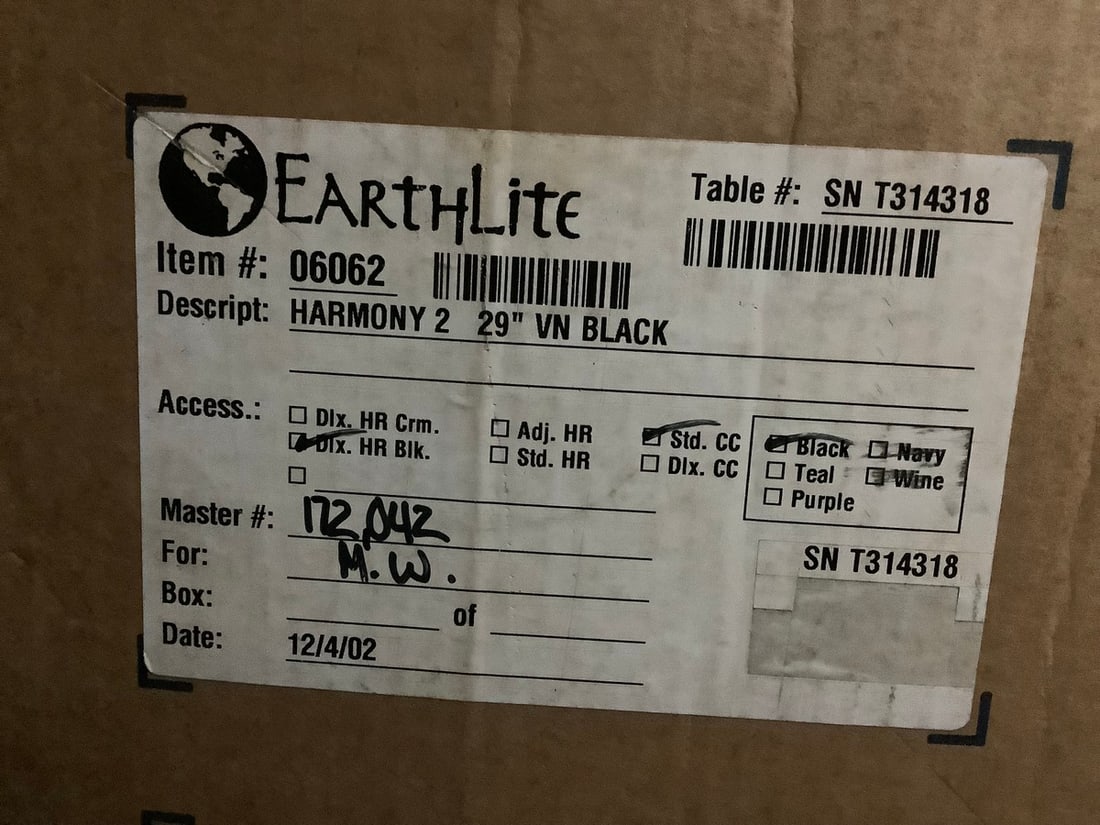 EARTHLITE
Table #: SN T314318
Item #: 06062
Descript: HARMONY 2 29" VN BLACK
Access.: Dlx. HR Crm. Adj. HR Std. CC Black Navy
Dlx. HR Blk. Std. HR Dlx. CC Teal Wine
Purple
Master #: 172,042
For: M.W.
SN T314318
Box: of
Date: 12/4/02